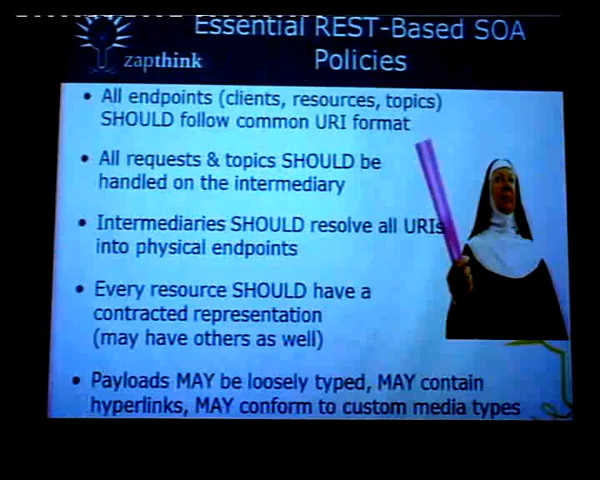 Essential REST-Based SOA
Policies
zapthink
• All endpoints (clients, resources, topics)
SHOULD follow common URI format
• All requests & topics SHOULD be
handled on the intermediary
• Intermediaries SHOULD resolve all URIs
into physical endpoints
• Every resource SHOULD have a
contracted representation
(may have others as well)
• Payloads MAY be loosely typed, MAY contain
hyperlinks, MAY conform to custom media types